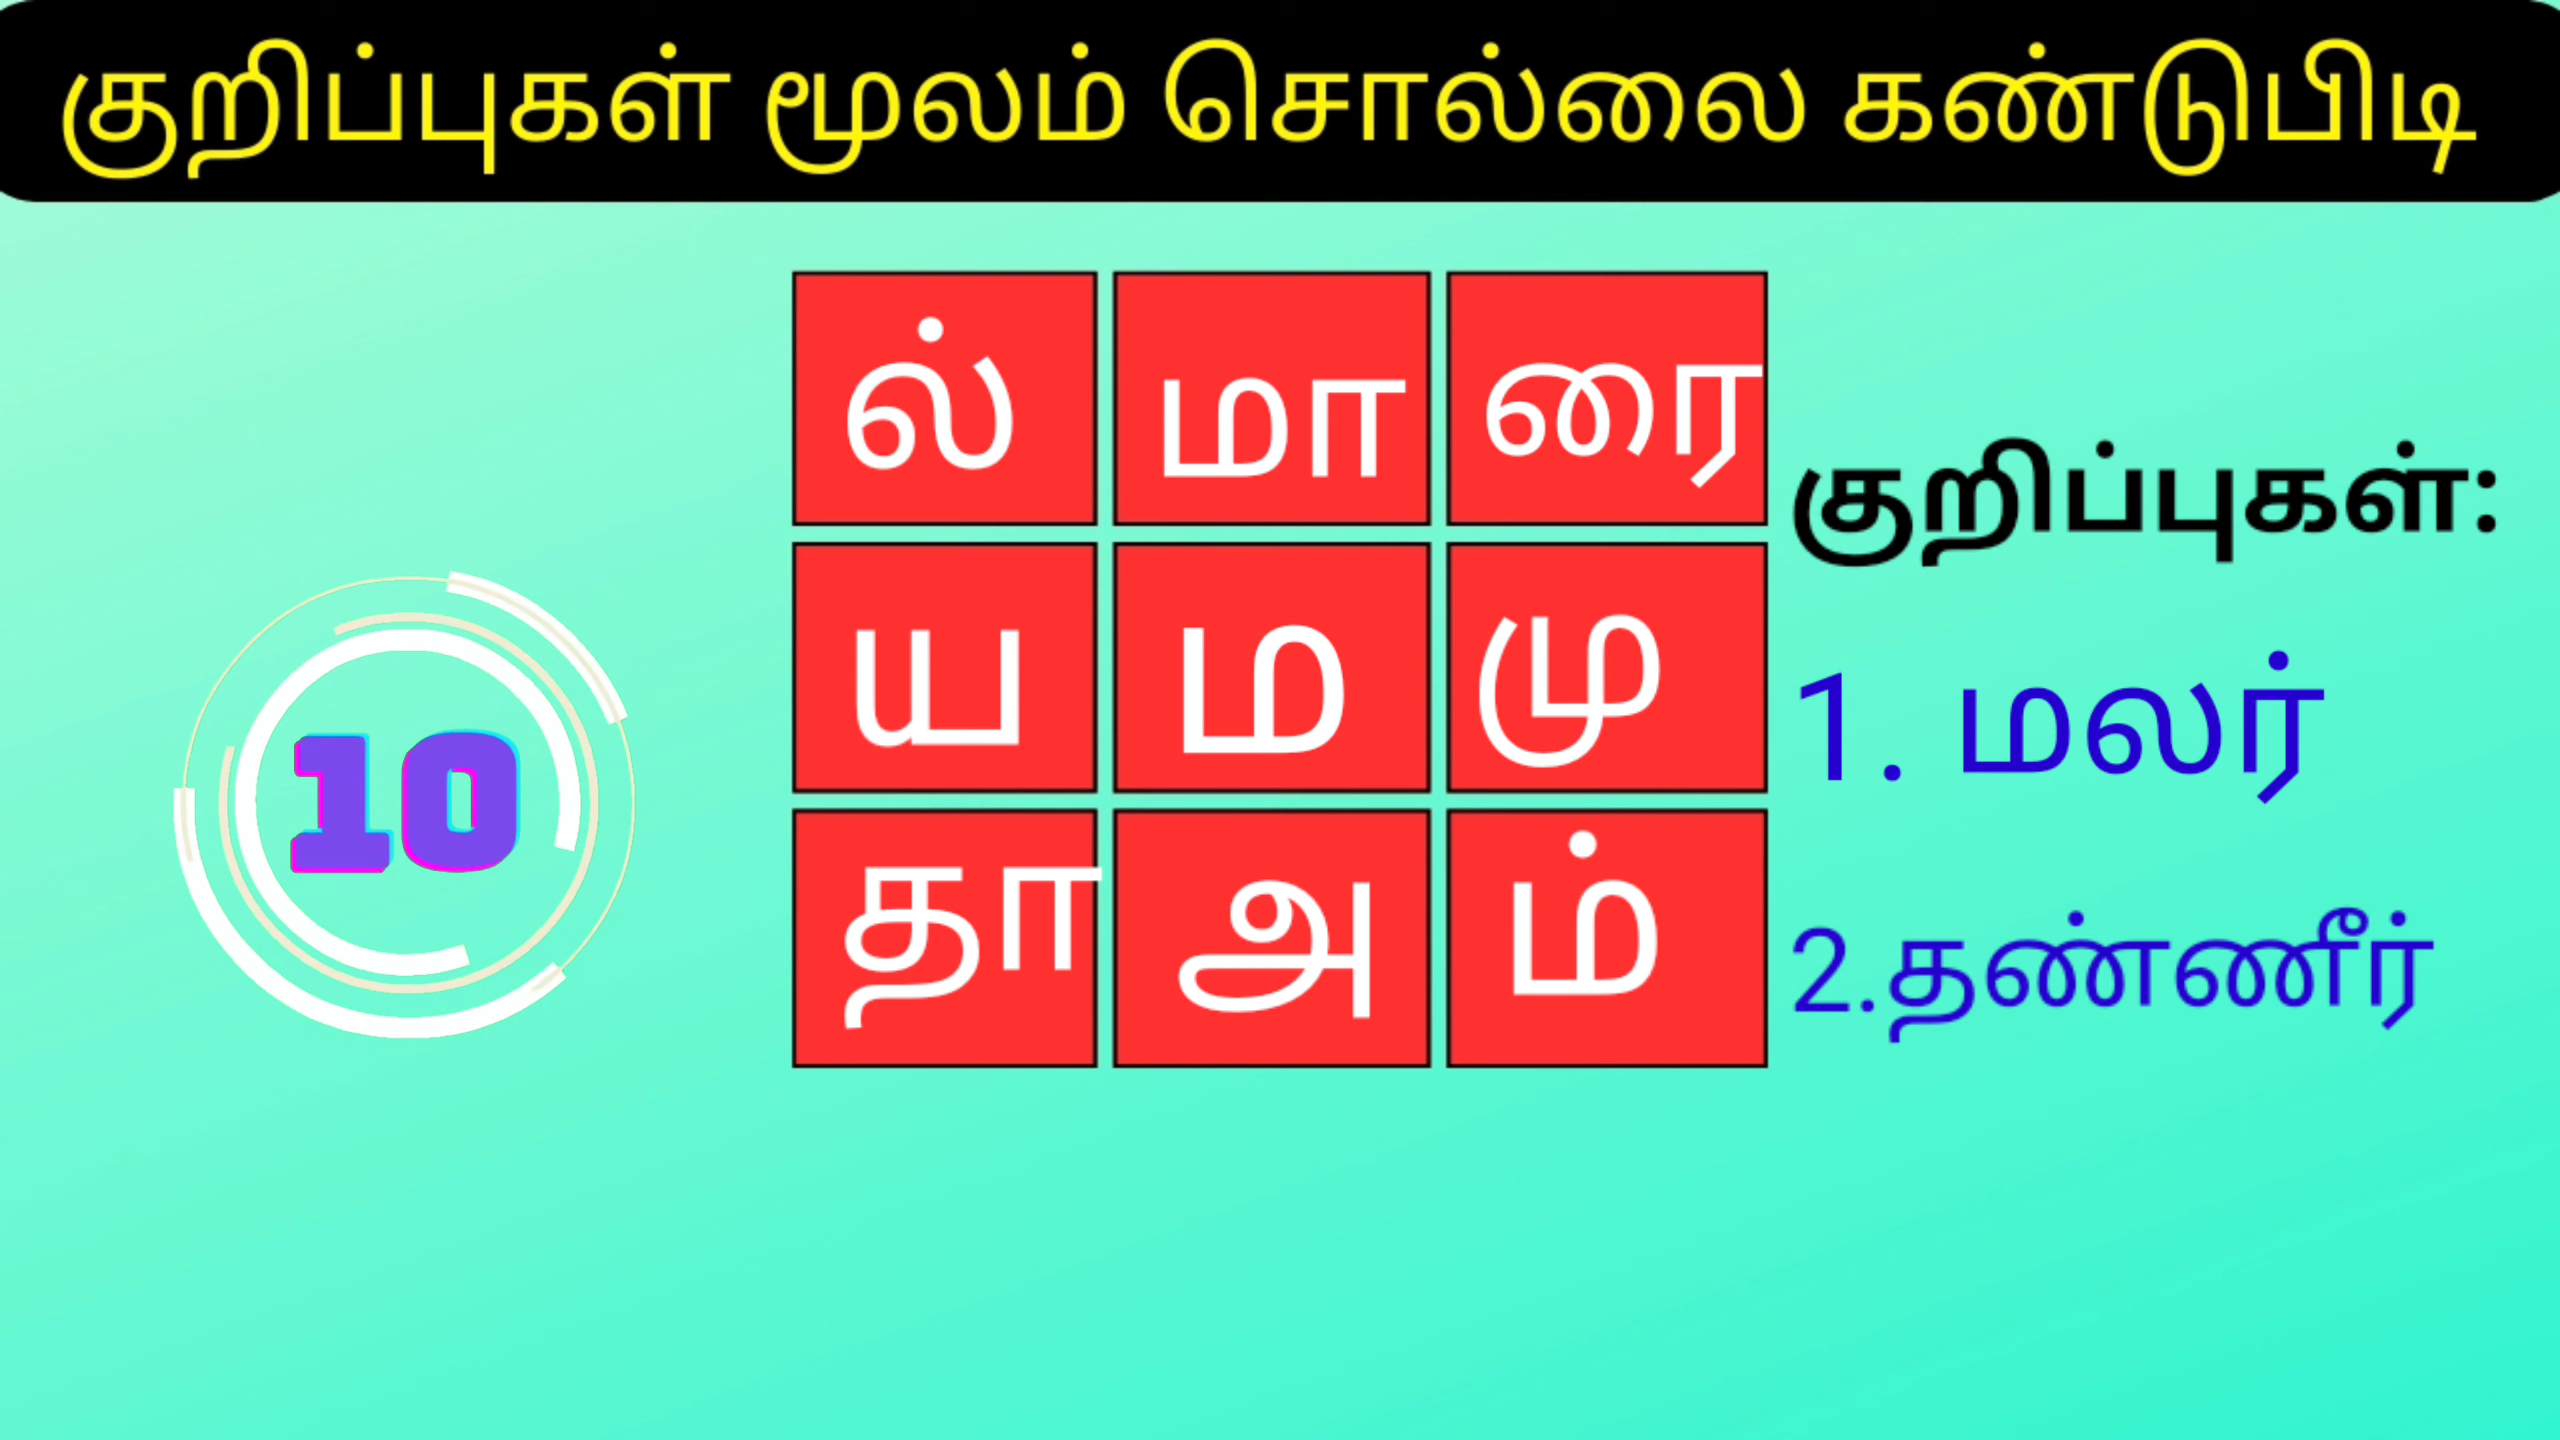 குறிப்புகள் மூலம் சொல்லை கண்டுபிடி
ல் மா ரை
ய ம மு
தா அ ம்
குறிப்புகள்:
1. மலர்
2.தண்ணீர்
10